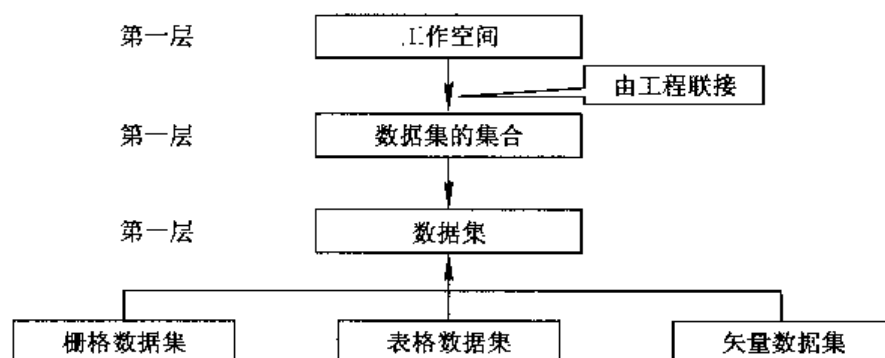 第一层
工作空间
由工程联接
第一层
数据集的集合
第一层
数据集
栅格数据集
表格数据集
矢量数据集